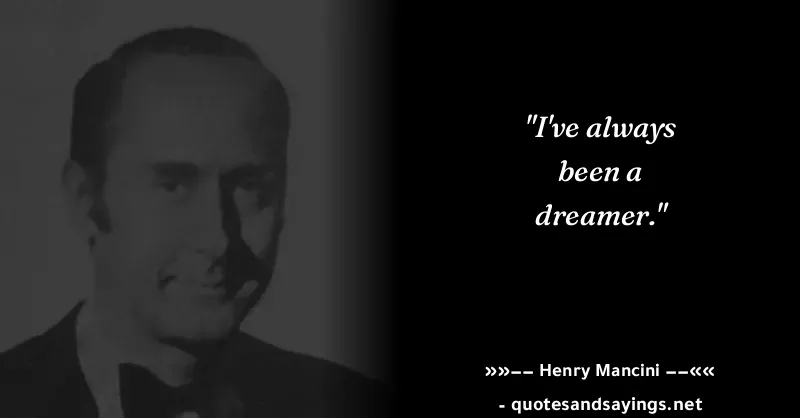 "I've always
been a
dreamer."
»»−− Henry Mancini −−««
- quotesandsayings.net